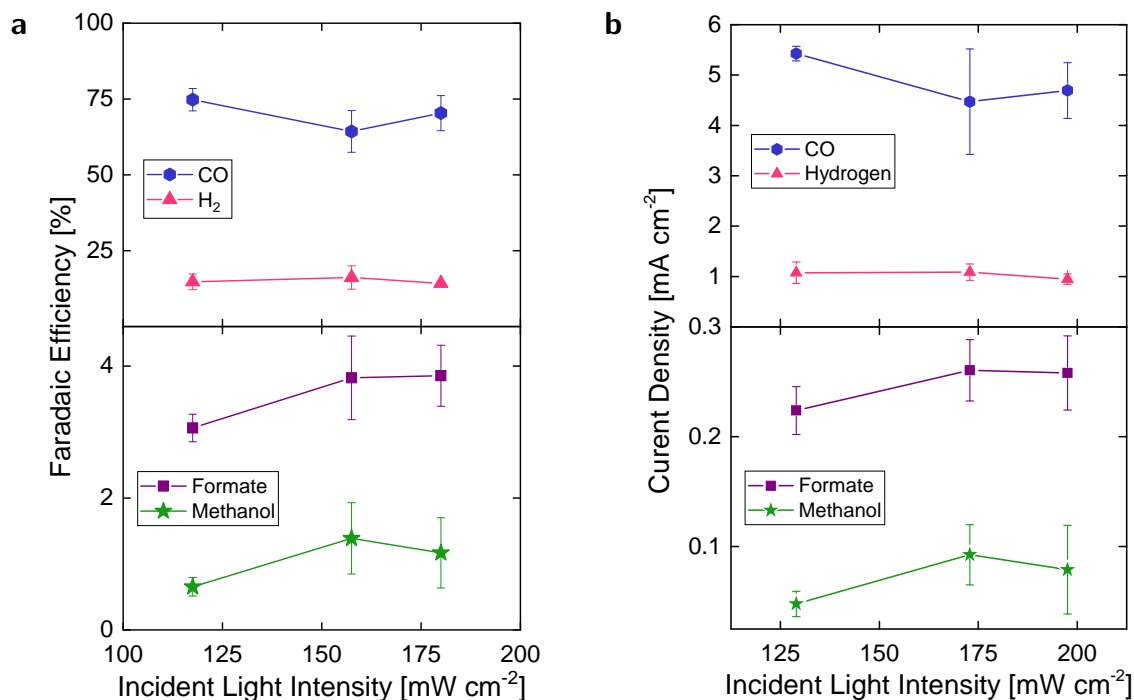 a
Faradaic Efficiency [%]
100
75
50
25
CO
H₂
4
2
0
Formate
Methanol
100 125 150 175 200
Incident Light Intensity [mW cm⁻²]
b
Curent Density [mA cm⁻²]
6
5
4
3
2
1
0.3
CO
Hydrogen
0.2
0.1
Formate
Methanol
125 150 175 200
Incident Light Intensity [mW cm⁻²]